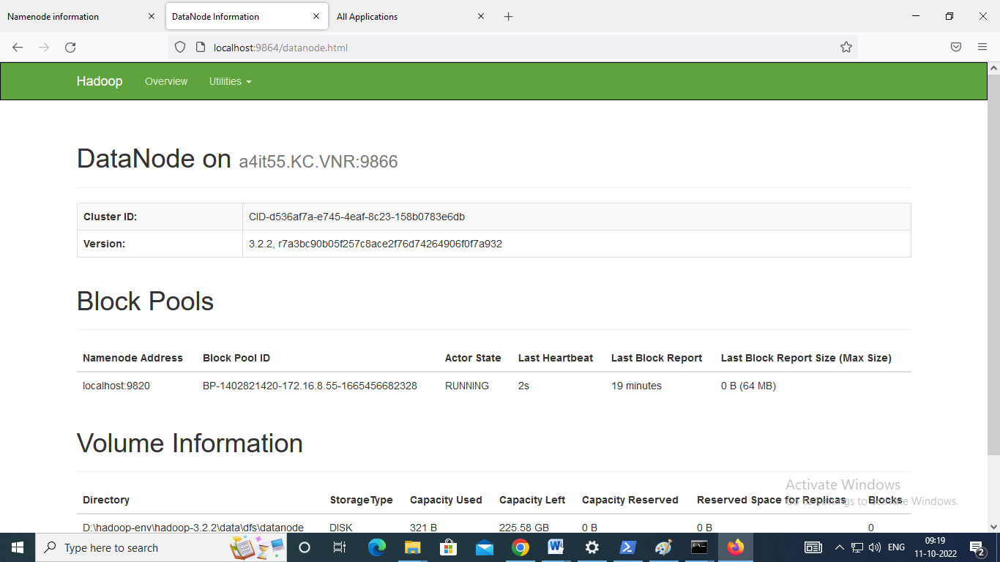 Namenode information DataNode Information All Applications
localhost:9864/datanode.html
Hadoop Overview Utilities
DataNode on a4it55.KC.VNR:9866
Cluster ID: CID-d536af7a-e745-4eaf-8c23-158b0783e6db
Version: 3.2.2, r7a3bc90b05f257c8ace2f76d74264906f0f7a932
Block Pools
Namenode Address Block Pool ID Actor State Last Heartbeat Last Block Report Last Block Report Size (Max Size)
localhost:9820 BP-1402821420-172.16.8.55-1665456682328 RUNNING 2s 19 minutes 0 B (64 MB)
Volume Information
Activate Windows
Go to Settings to activate Windows.
Directory StorageType Capacity Used Capacity Left Capacity Reserved Reserved Space for Replicas Blocks
D:\hadoop-env\hadoop-3.2.2\data\dfs\datanode DISK 321 B 225.58 GB 0 B 0 B 0
Type here to search ENG 09:19
11-10-2022 2